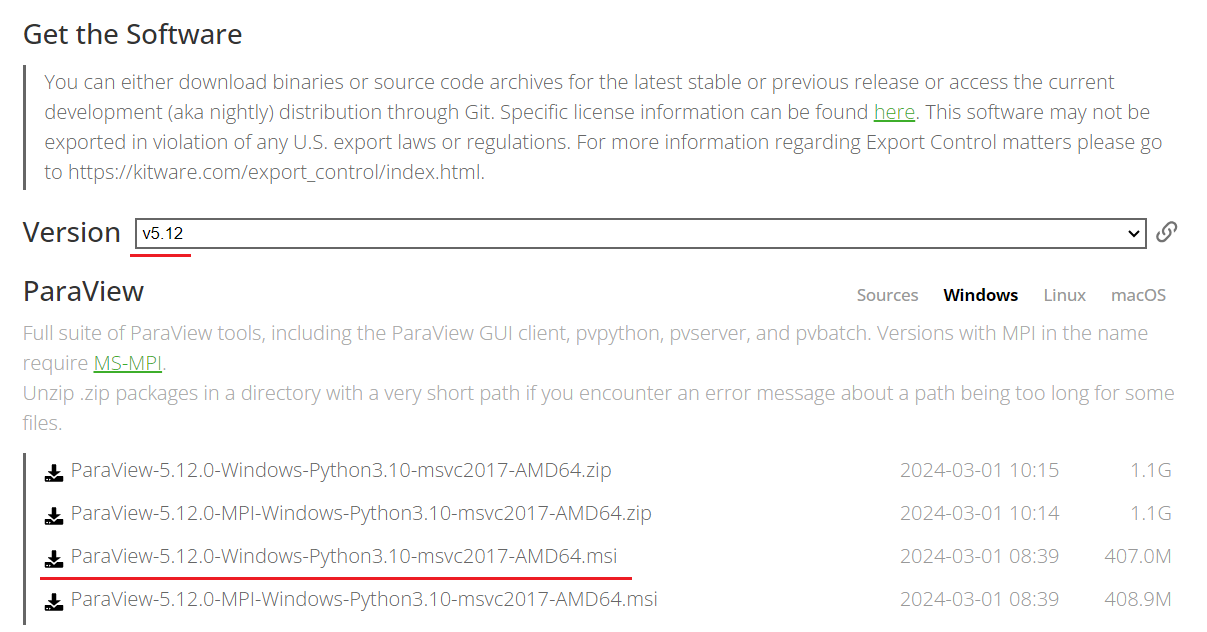 Get the Software
You can either download binaries or source code archives for the latest stable or previous release or access the current
development (aka nightly) distribution through Git. Specific license information can be found here. This software may not be
exported in violation of any U.S. export laws or regulations. For more information regarding Export Control matters please go
to https://kitware.com/export_control/index.html.
Version v5.12
ParaView Sources Windows Linux macOS
Full suite of ParaView tools, including the ParaView GUI client, pvpython, pvserver, and pvbatch. Versions with MPI in the name
require MS-MPI.
Unzip .zip packages in a directory with a very short path if you encounter an error message about a path being too long for some
files.
ParaView-5.12.0-Windows-Python3.10-msvc2017-AMD64.zip 2024-03-01 10:15 1.1G
ParaView-5.12.0-MPI-Windows-Python3.10-msvc2017-AMD64.zip 2024-03-01 10:14 1.1G
ParaView-5.12.0-Windows-Python3.10-msvc2017-AMD64.msi 2024-03-01 08:39 407.0M
ParaView-5.12.0-MPI-Windows-Python3.10-msvc2017-AMD64.msi 2024-03-01 08:39 408.9M